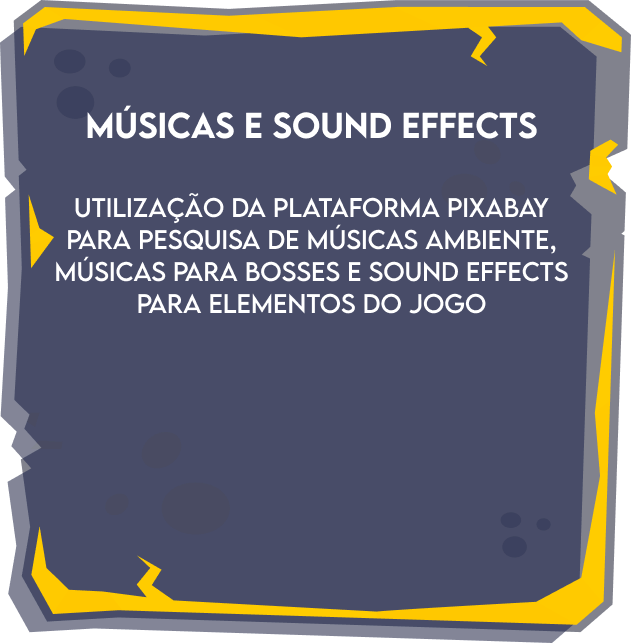 MÚSICAS E SOUND EFFECTS
UTILIZAÇÃO DA PLATAFORMA PIXABAY
PARA PESQUISA DE MÚSICAS AMBIENTE,
MÚSICAS PARA BOSSES E SOUND EFFECTS
PARA ELEMENTOS DO JOGO